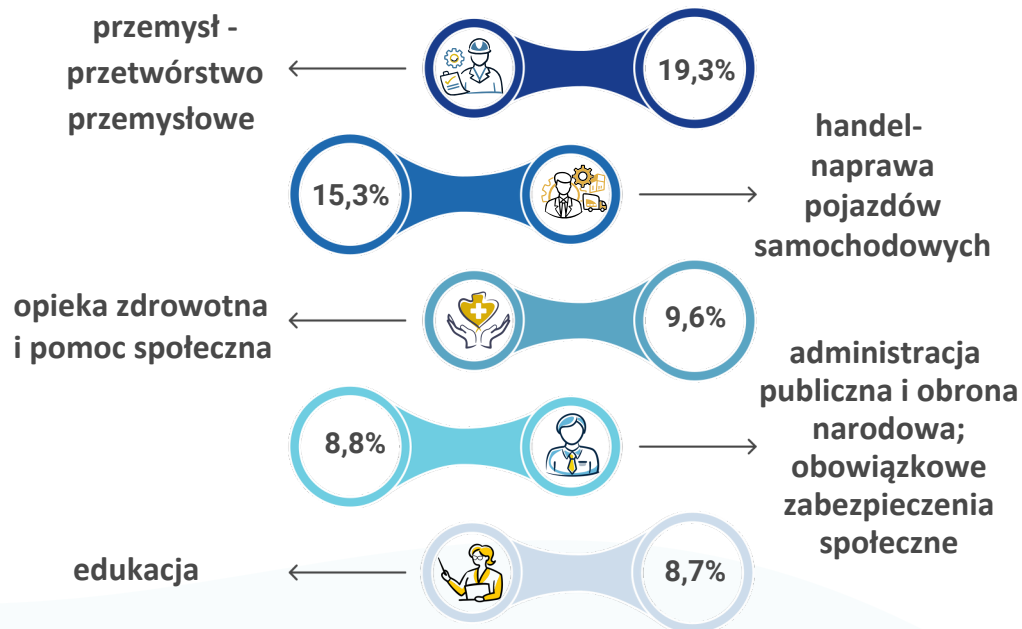 przemysł -
przetwórstwo
przemysłowe
19,3%
15,3%
handel-
naprawa
pojazdów
samochodowych
opieka zdrowotna
i pomoc społeczna
9,6%
8,8%
administracja
publiczna i obrona
narodowa;
obowiązkowe
zabezpieczenia
społeczne
edukacja
8,7%